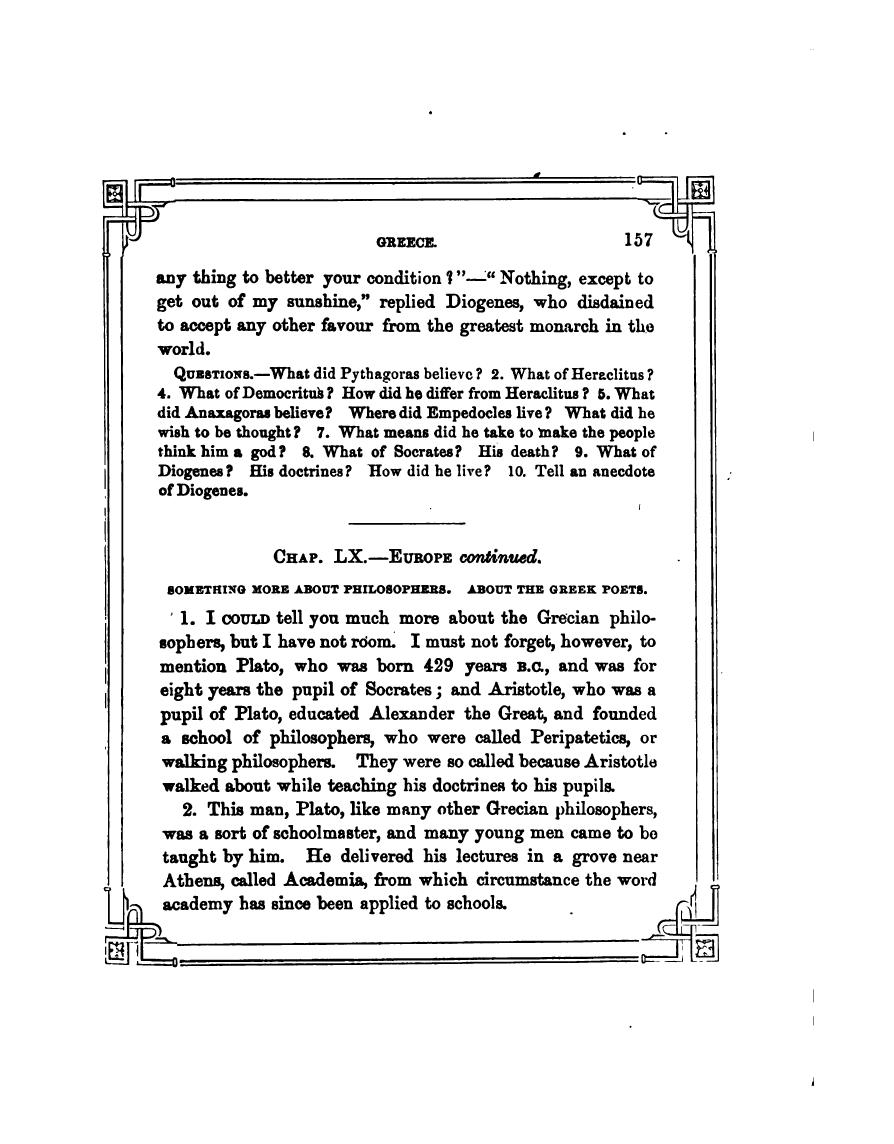 GREECE. 157
any thing to better your condition?"—"Nothing, except to
get out of my sunshine," replied Diogenes, who disdained
to accept any other favour from the greatest monarch in the
world.
QUESTIONS.—What did Pythagoras believe? 2. What of Heraclitus?
4. What of Democritus? How did he differ from Heraclitus? 5. What
did Anaxagoras believe? Where did Empedocles live? What did he
wish to be thought? 7. What means did he take to make the people
think him a god? 8. What of Socrates? His death? 9. What of
Diogenes? His doctrines? How did he live? 10. Tell an anecdote
of Diogenes.
CHAP. LX.—EUROPE continued.
SOMETHING MORE ABOUT PHILOSOPHERS. ABOUT THE GREEK POETS.
1. I COULD tell you much more about the Grecian philo-
sophers, but I have not room. I must not forget, however, to
mention Plato, who was born 429 years B.C., and was for
eight years the pupil of Socrates; and Aristotle, who was a
pupil of Plato, educated Alexander the Great, and founded
a school of philosophers, who were called Peripatetics, or
walking philosophers. They were so called because Aristotle
walked about while teaching his doctrines to his pupils.
2. This man, Plato, like many other Grecian philosophers,
was a sort of schoolmaster, and many young men came to be
taught by him. He delivered his lectures in a grove near
Athens, called Academia, from which circumstance the word
academy has since been applied to schools.